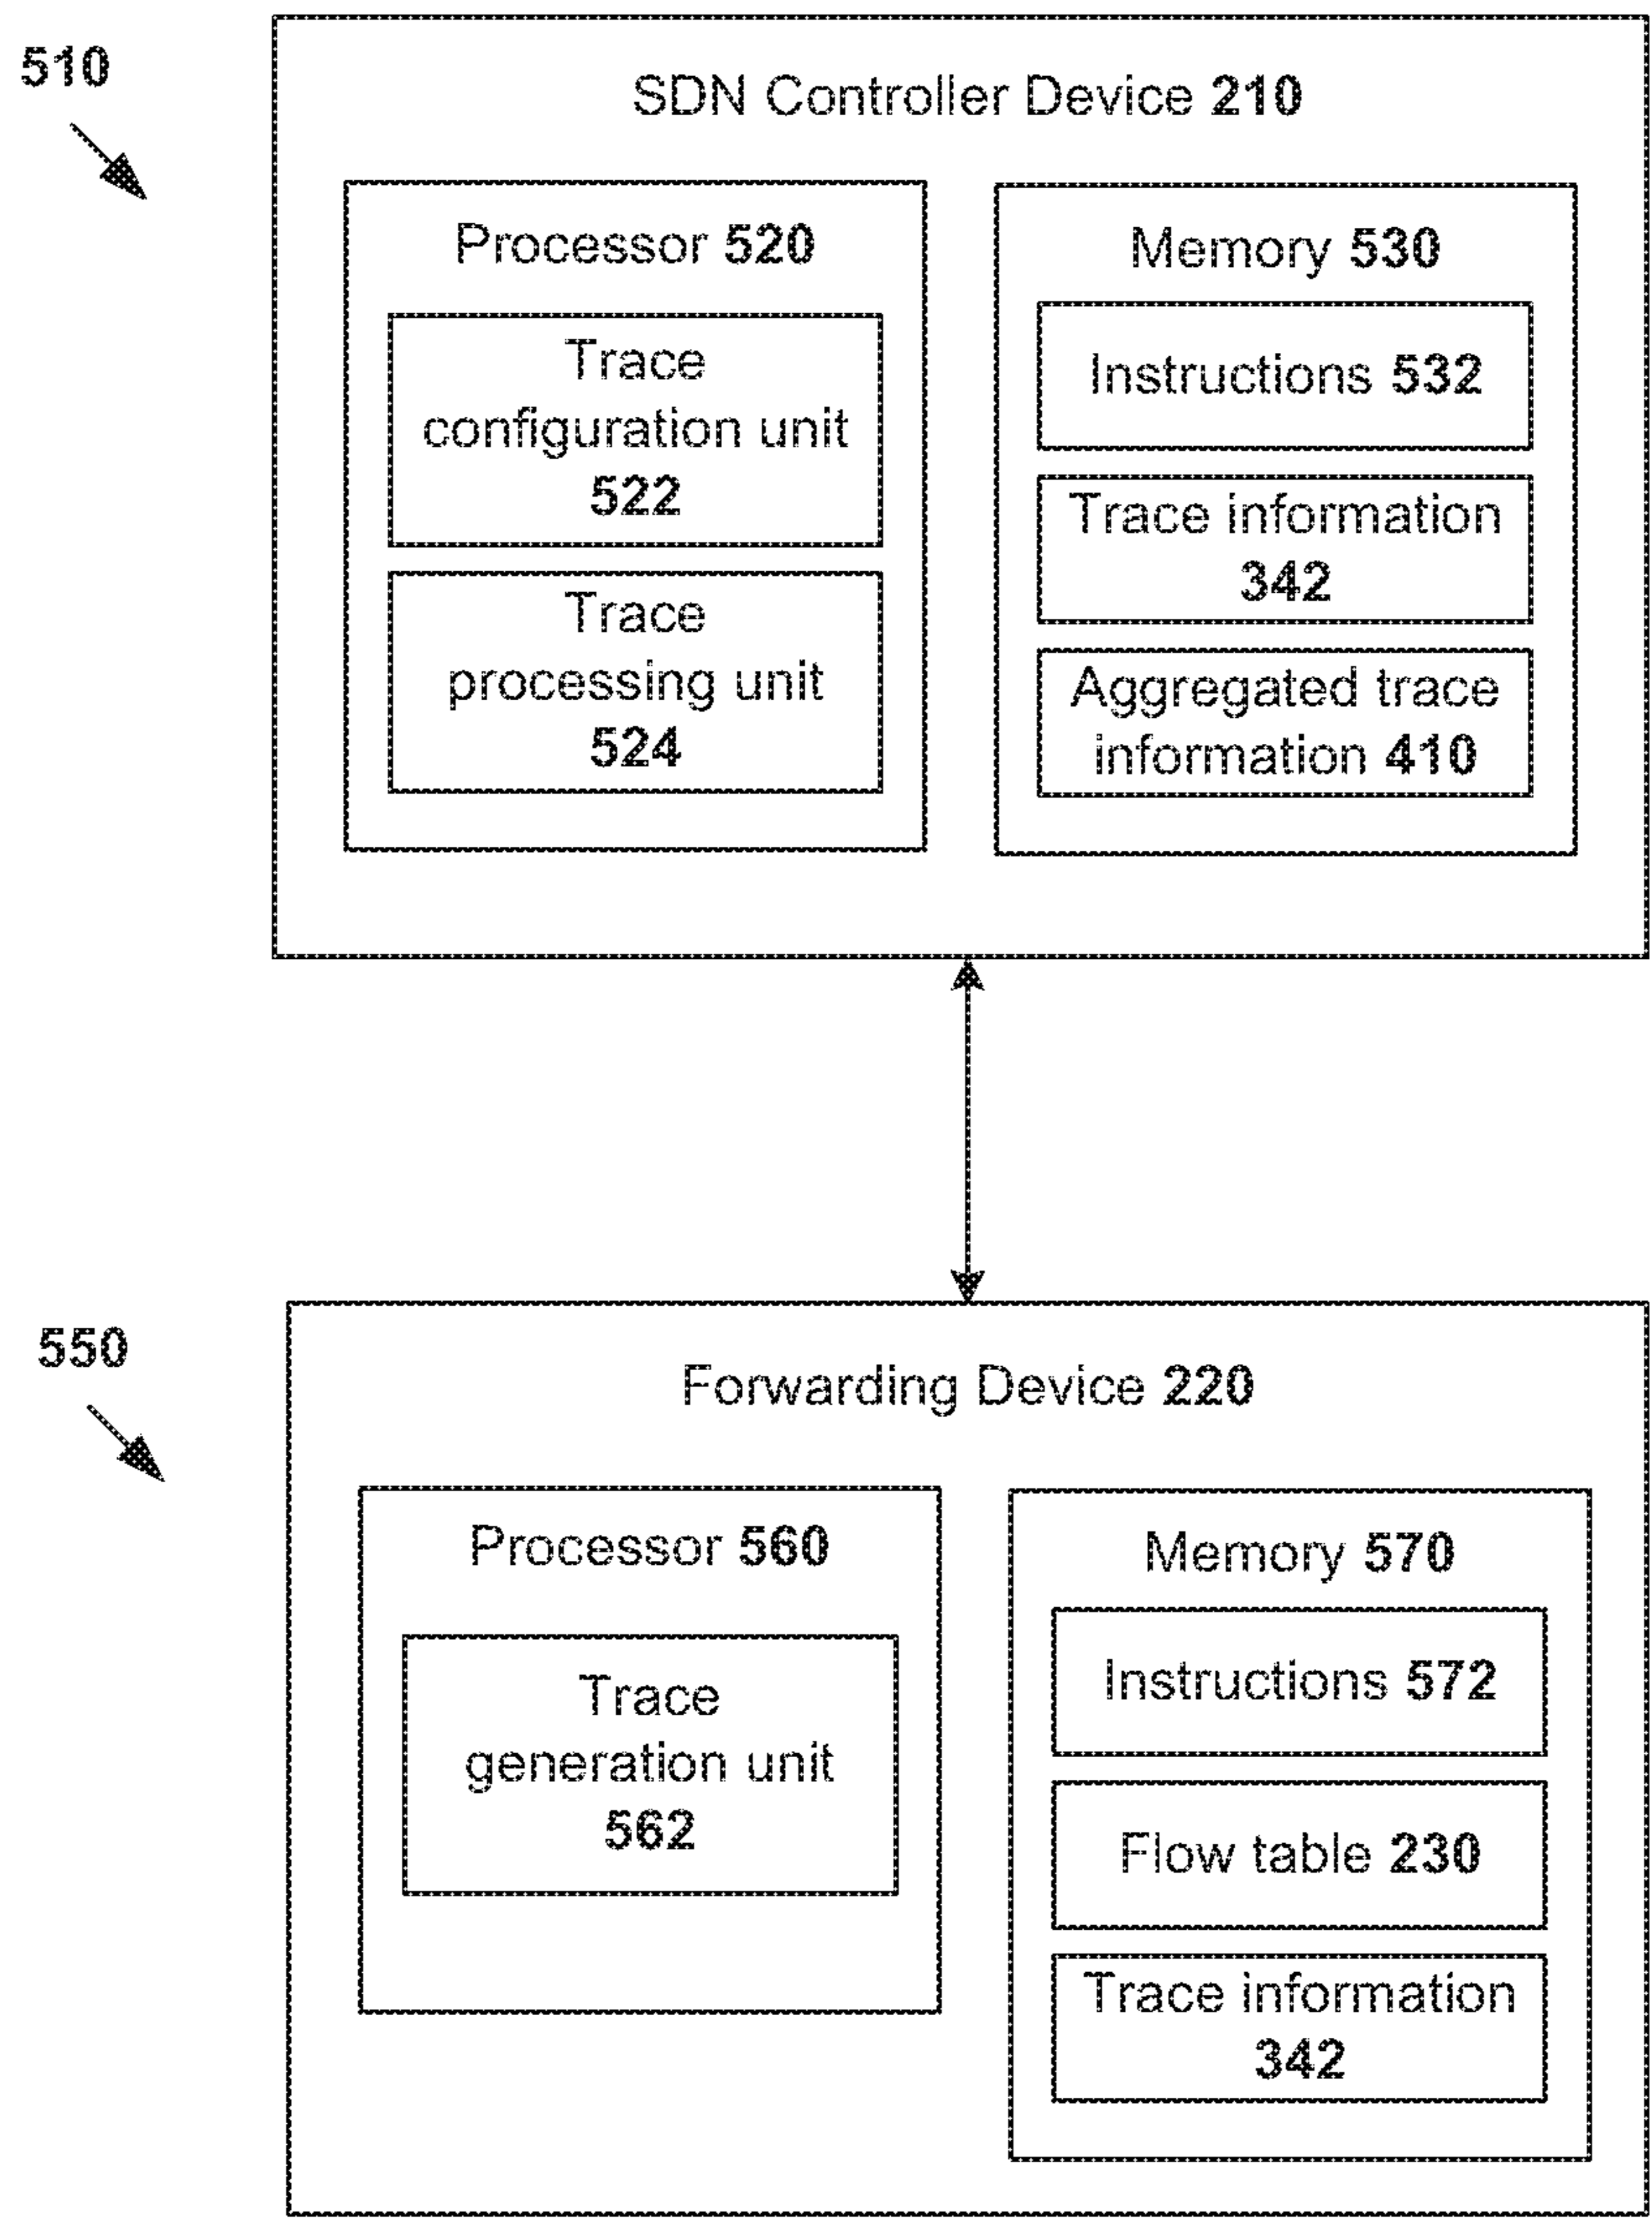 510
SDN Controller Device 210
Processor 520
Trace
configuration unit
522
Trace
processing unit
524
Memory 530
Instructions 532
Trace information
342
Aggregated trace
information 410
550
Forwarding Device 220
Processor 560
Trace
generation unit
562
Memory 570
Instructions 572
Flow table 230
Trace information
342